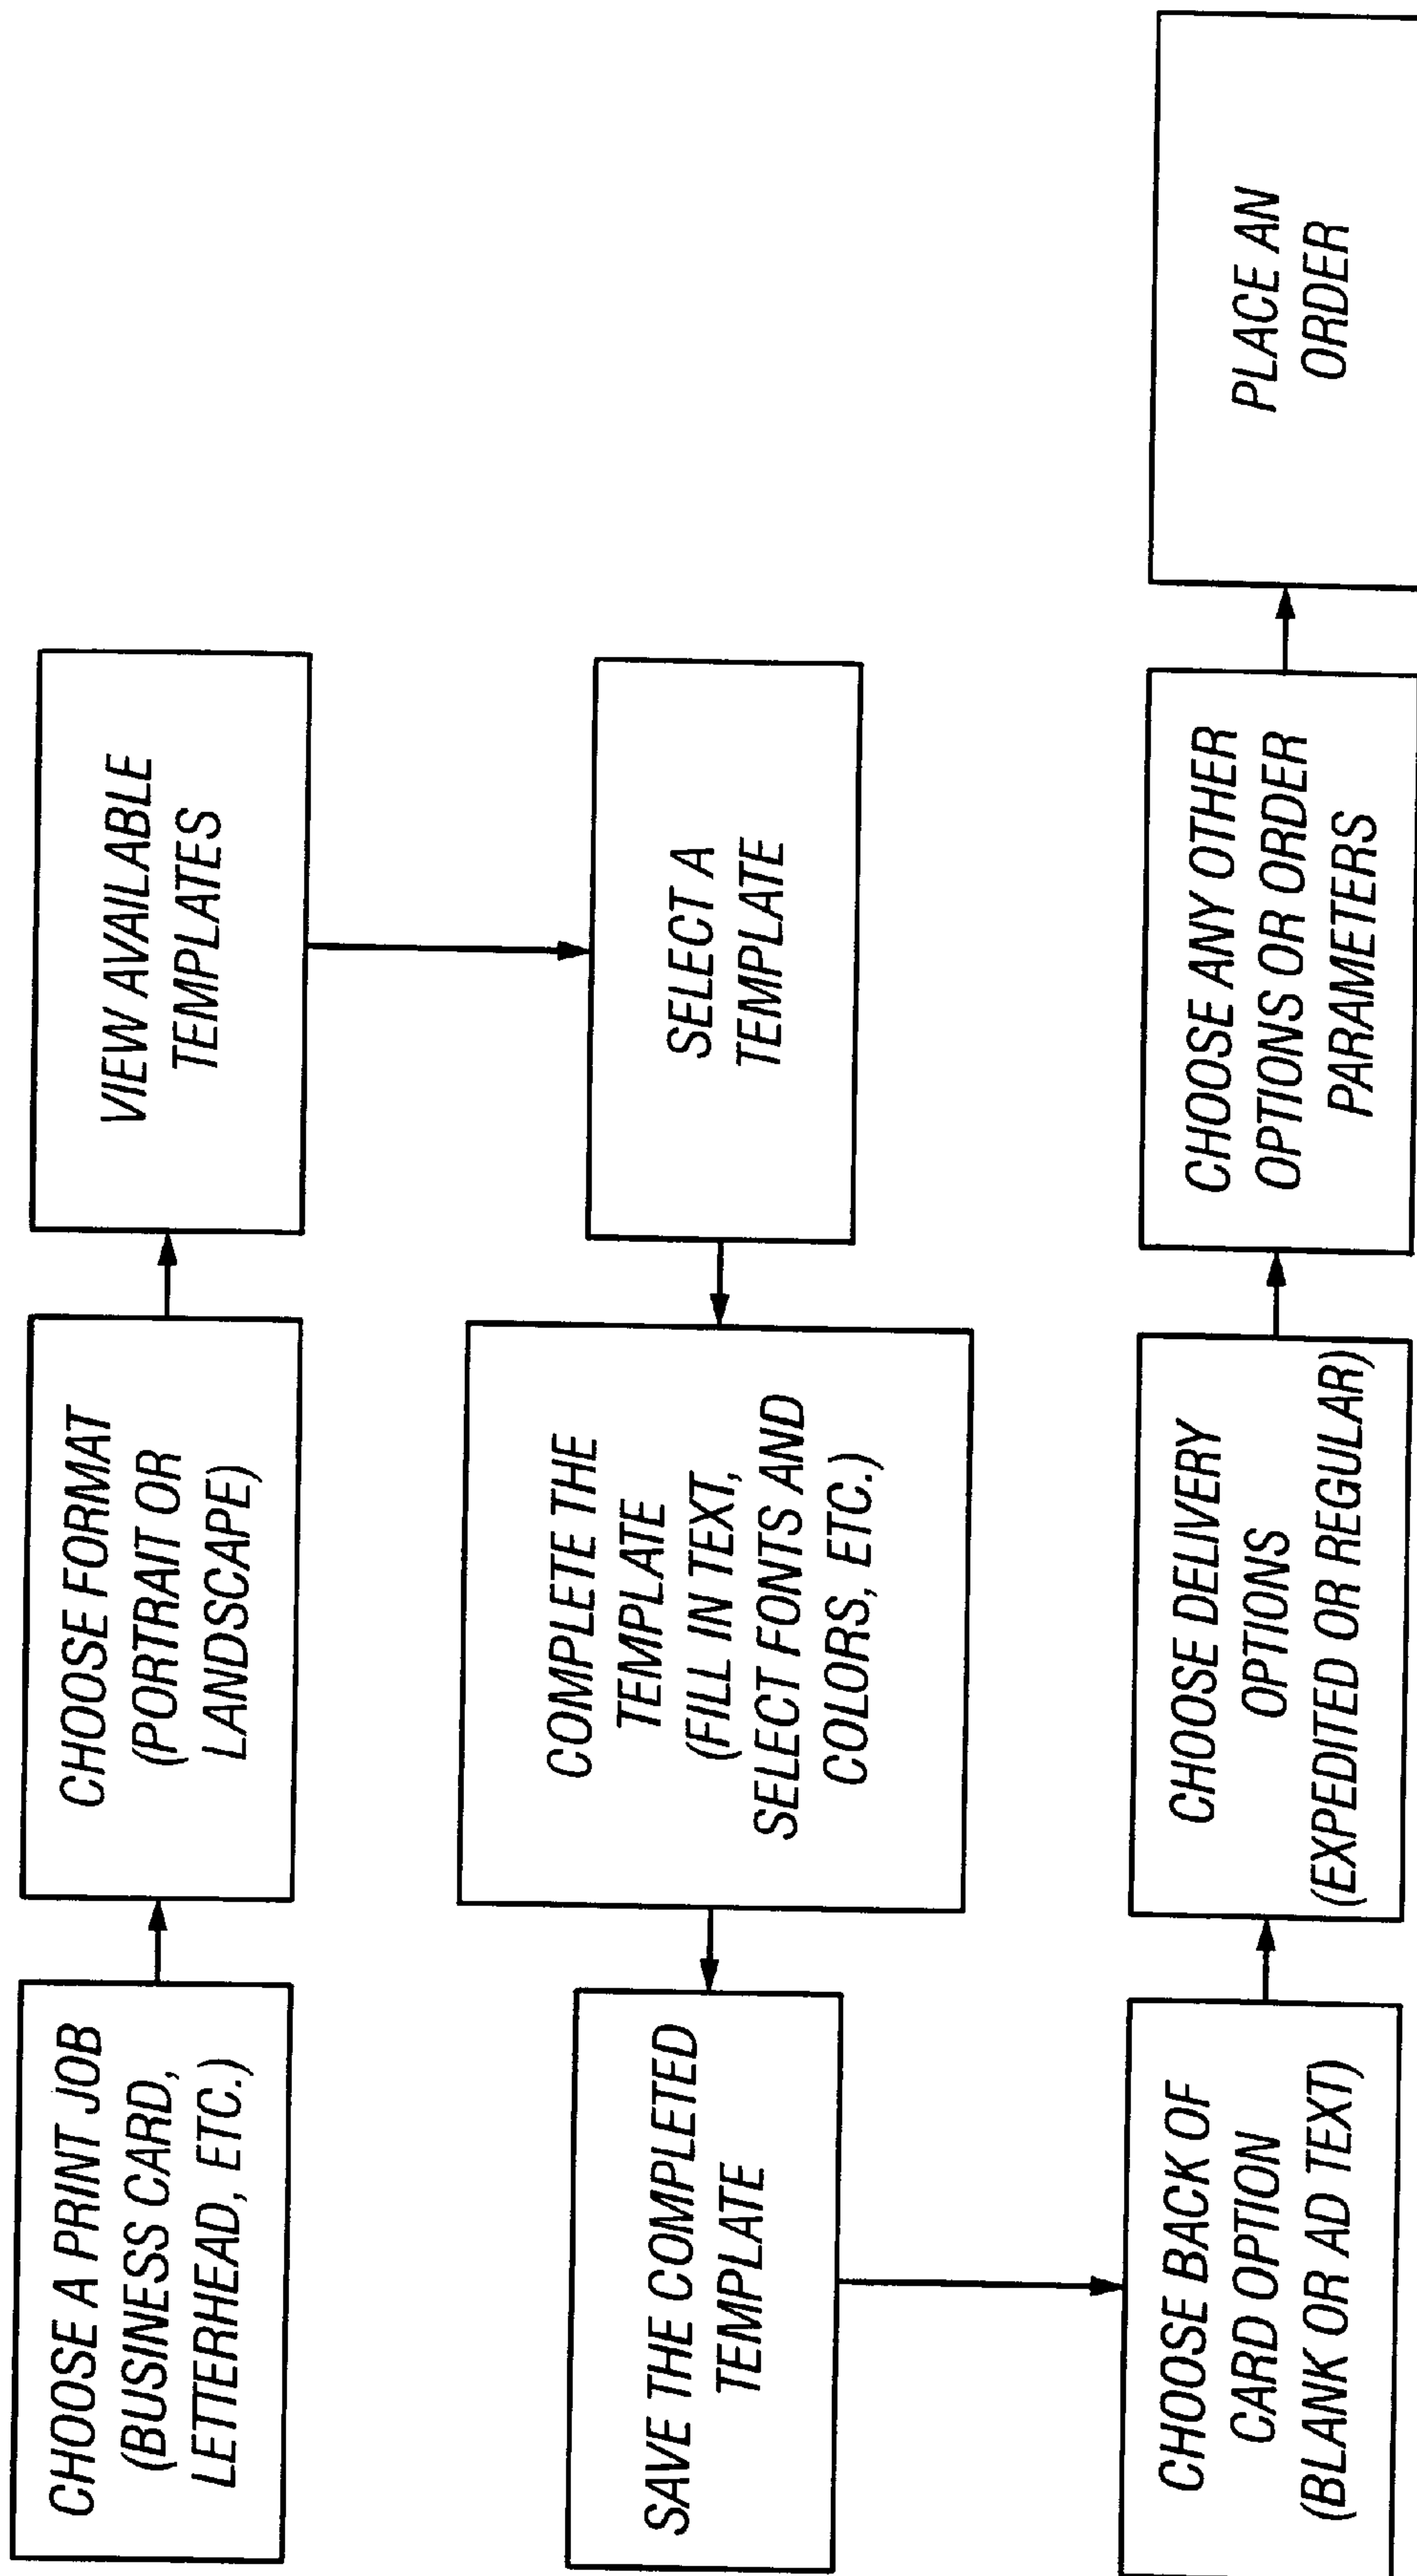 CHOOSE A PRINT JOB
(BUSINESS CARD,
LETTERHEAD, ETC.)
CHOOSE FORMAT
(PORTRAIT OR
LANDSCAPE)
VIEW AVAILABLE
TEMPLATES
SELECT A
TEMPLATE
COMPLETE THE
TEMPLATE
(FILL IN TEXT,
SELECT FONTS AND
COLORS, ETC.)
SAVE THE COMPLETED
TEMPLATE
CHOOSE BACK OF
CARD OPTION
(BLANK OR AD TEXT)
CHOOSE DELIVERY
OPTIONS
(EXPEDITED OR REGULAR)
CHOOSE ANY OTHER
OPTIONS OR ORDER
PARAMETERS
PLACE AN
ORDER